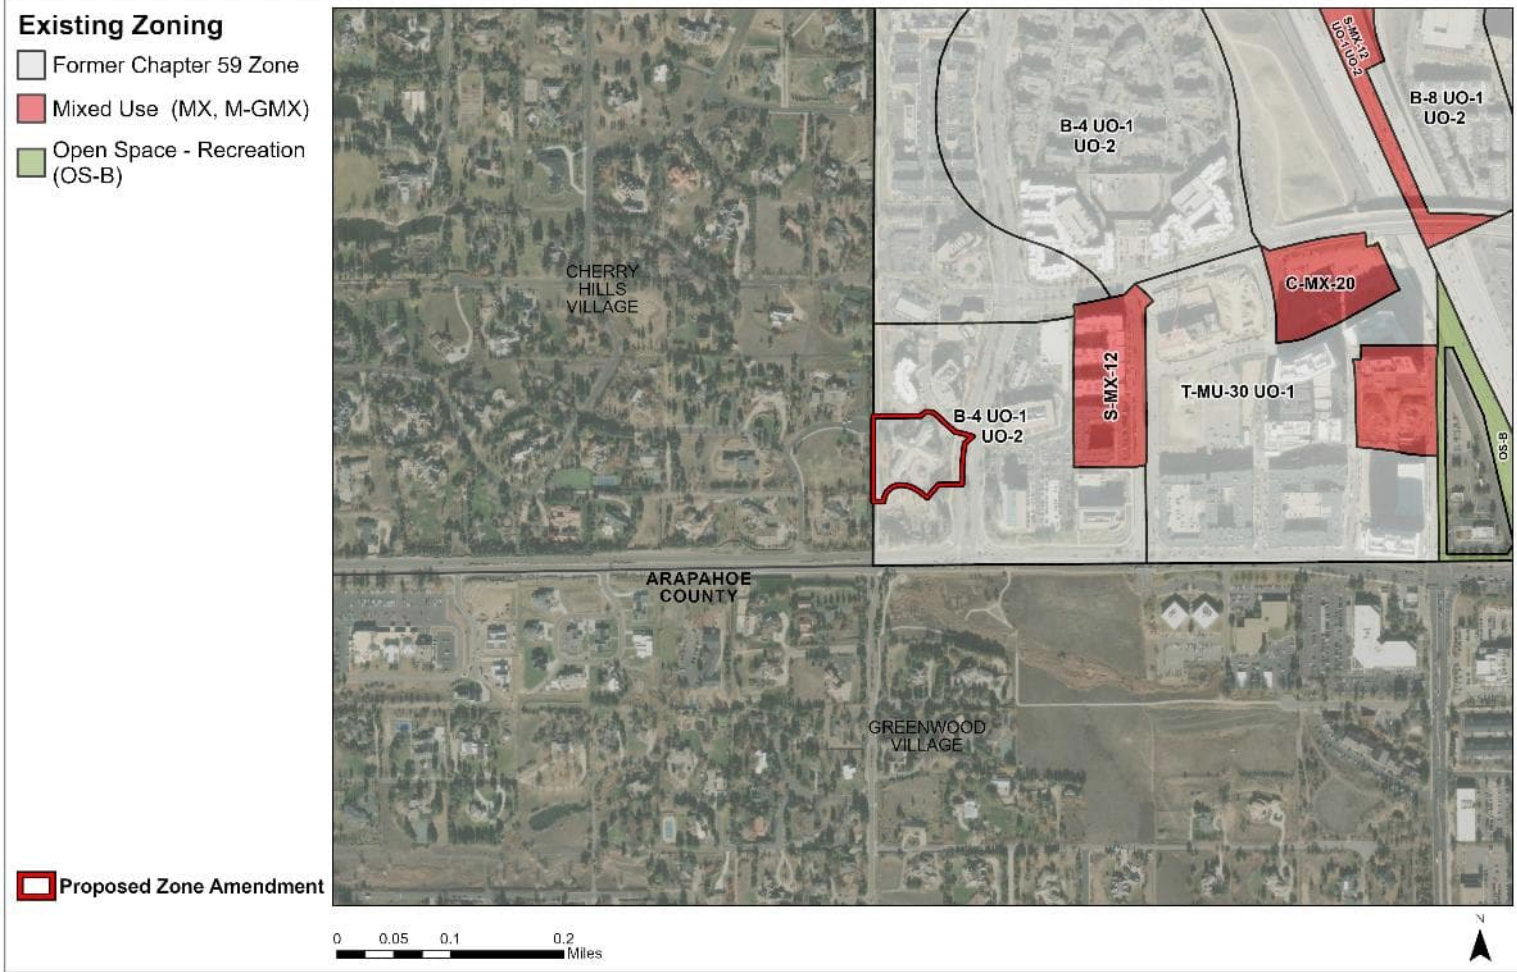 Existing Zoning
Former Chapter 59 Zone
Mixed Use (MX, M-GMX)
Open Space - Recreation
(OS-B)
Proposed Zone Amendment
S-MX-12
UO-1 UO-2
B-8 UO-1
UO-2
B-4 UO-1
UO-2
CHERRY
HILLS
VILLAGE
C-MX-20
S-MX-12
T-MU-30 UO-1
B-4 UO-1
UO-2
OS-B
ARAPAHOE
COUNTY
GREENWOOD
VILLAGE
0 0.05 0.1 0.2
Miles
N